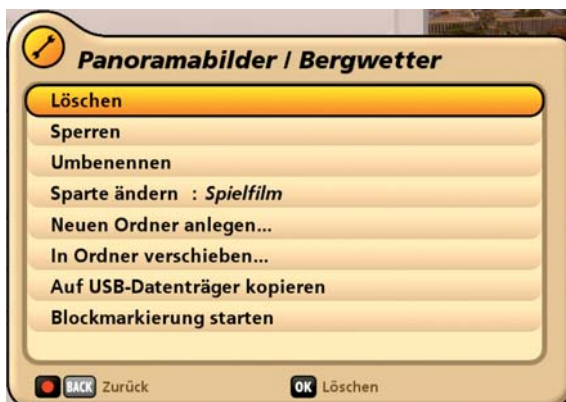 Panoramabilder / Bergwetter
Löschen
Sperren
Umbenennen
Sparte ändern : Spielfilm
Neuen Ordner anlegen...
In Ordner verschieben...
Auf USB-Datenträger kopieren
Blockmarkierung starten
BACK Zurück OK Löschen